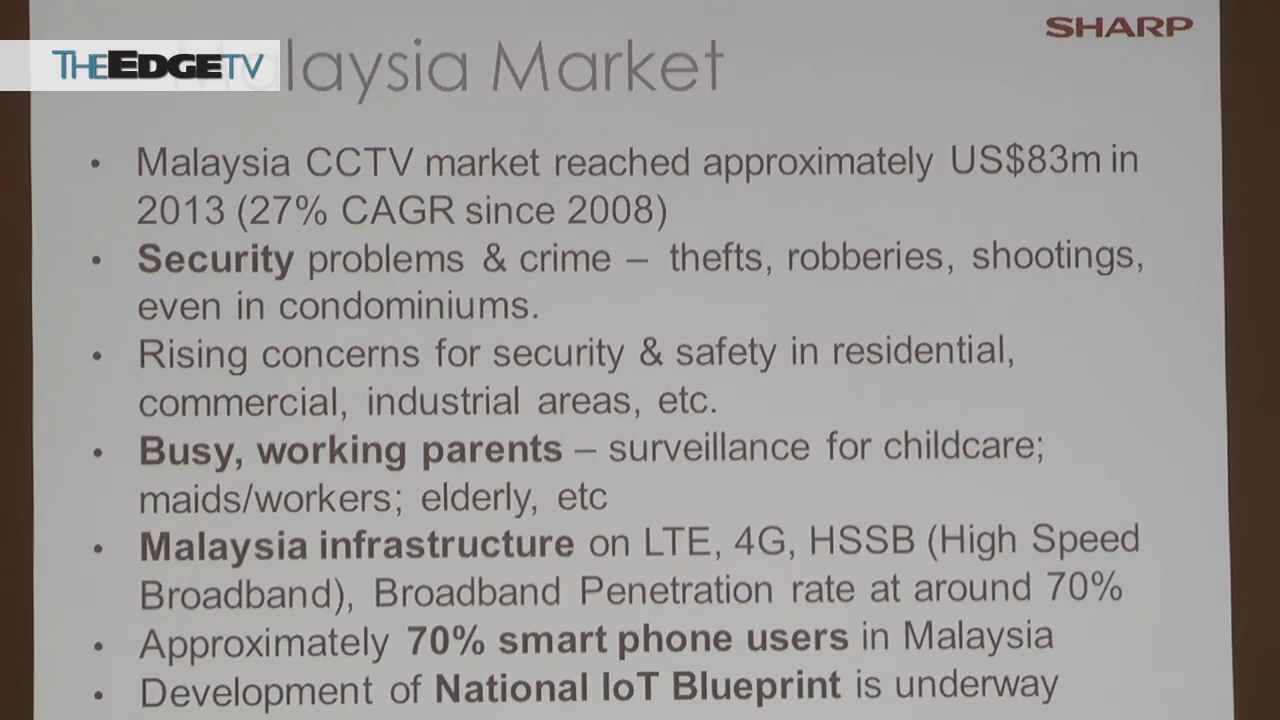 SHARP
THEEDGETV
Malaysia Market
• Malaysia CCTV market reached approximately US$83m in
2013 (27% CAGR since 2008)
• Security problems & crime – thefts, robberies, shootings,
even in condominiums.
• Rising concerns for security & safety in residential,
commercial, industrial areas, etc.
• Busy, working parents – surveillance for childcare;
maids/workers; elderly, etc
• Malaysia infrastructure on LTE, 4G, HSSB (High Speed
Broadband), Broadband Penetration rate at around 70%
• Approximately 70% smart phone users in Malaysia
• Development of National IoT Blueprint is underway